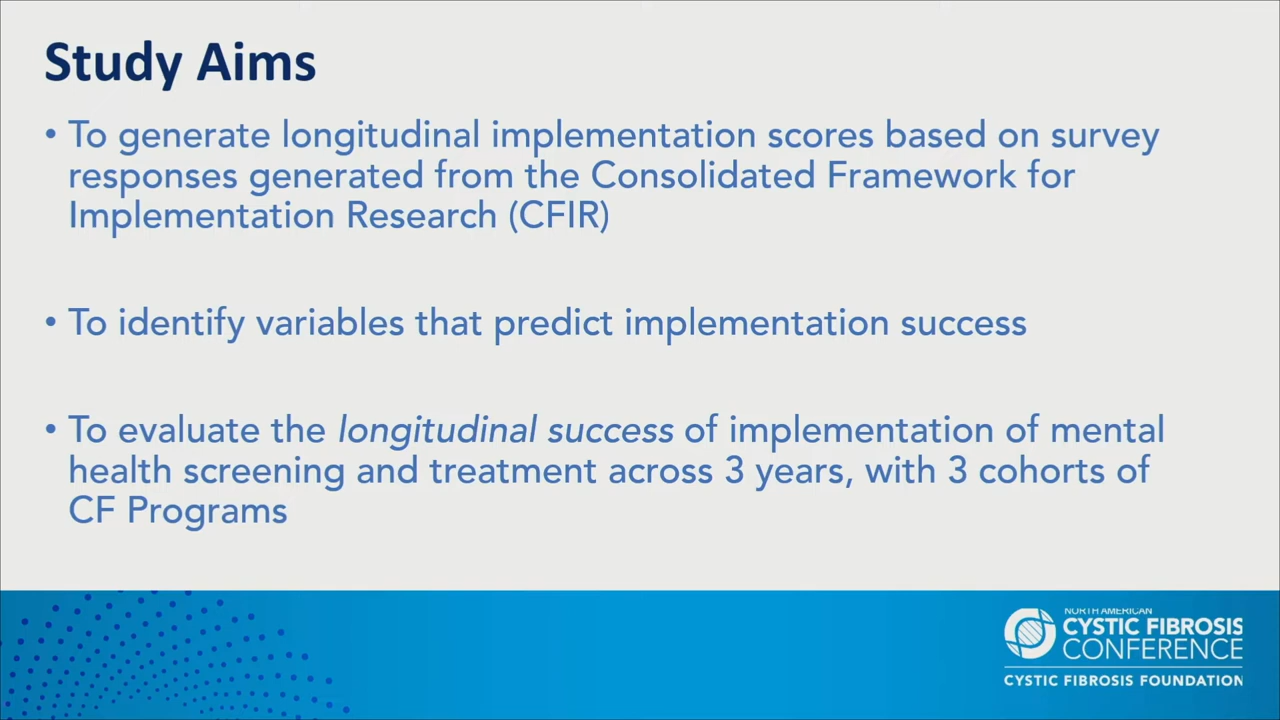 Study Aims
• To generate longitudinal implementation scores based on survey
responses generated from the Consolidated Framework for
Implementation Research (CFIR)
• To identify variables that predict implementation success
• To evaluate the longitudinal success of implementation of mental
health screening and treatment across 3 years, with 3 cohorts of
CF Programs
NORTH AMERICAN
CYSTIC FIBROSIS
CONFERENCE
CYSTIC FIBROSIS FOUNDATION